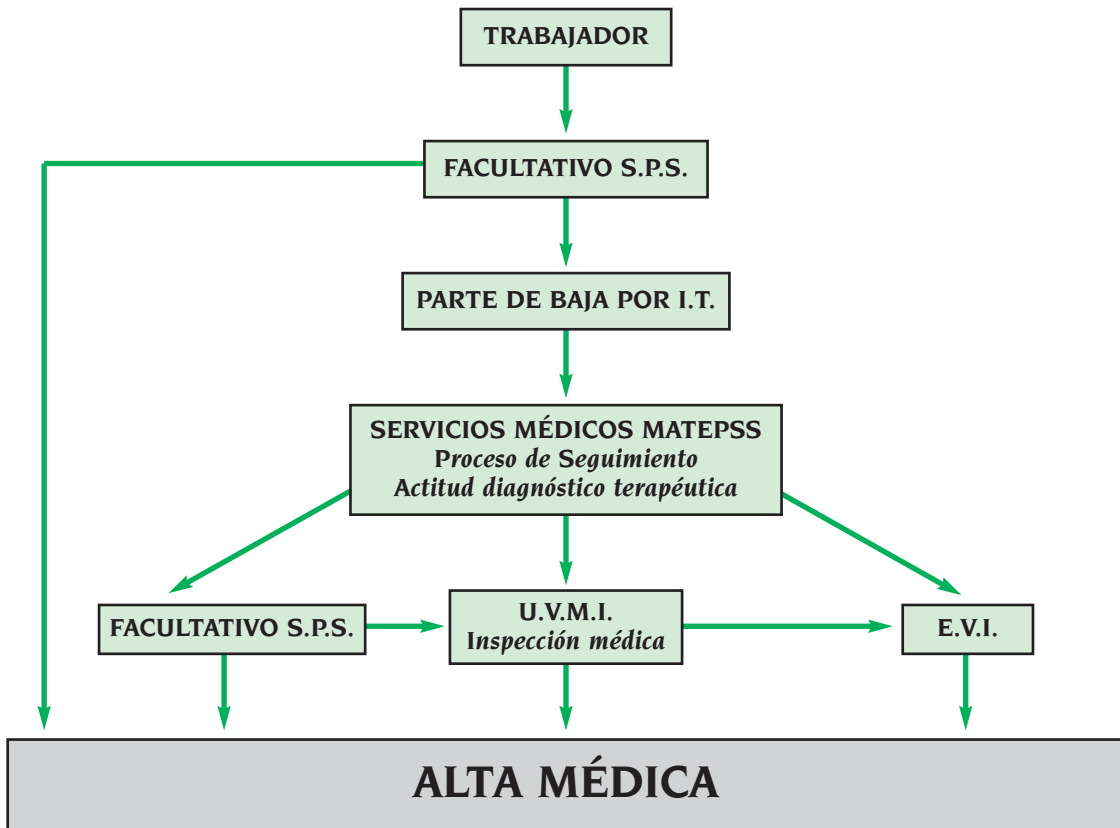 TRABAJADOR
FACULTATIVO S.P.S.
PARTE DE BAJA POR I.T.
SERVICIOS MÉDICOS MATEPSS
Proceso de Seguimiento
Actitud diagnóstico terapéutica
FACULTATIVO S.P.S.
U.V.M.I.
Inspección médica
E.V.I.
ALTA MÉDICA